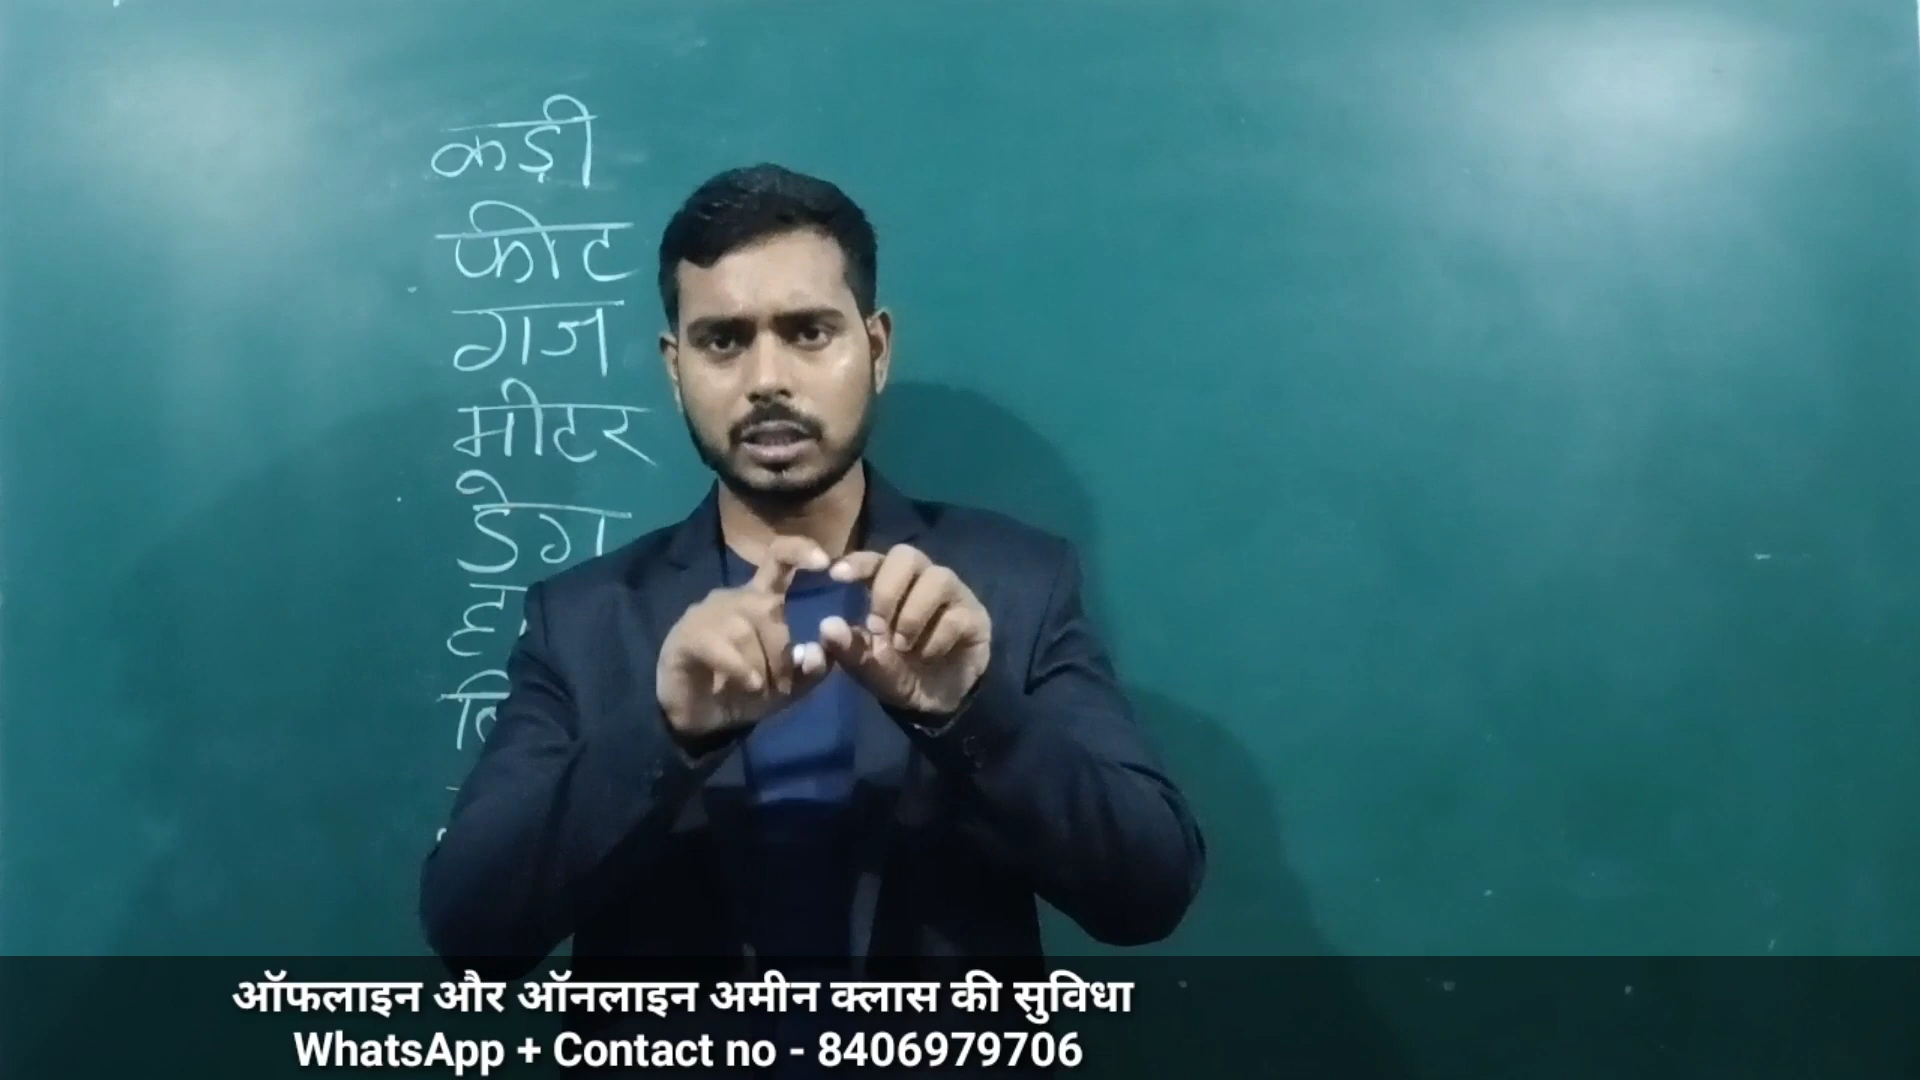 कड़ी
फीट
गज
मीटर
डेग
ऑफलाइन और ऑनलाइन अमीन क्लास की सुविधा
WhatsApp + Contact no - 8406979706